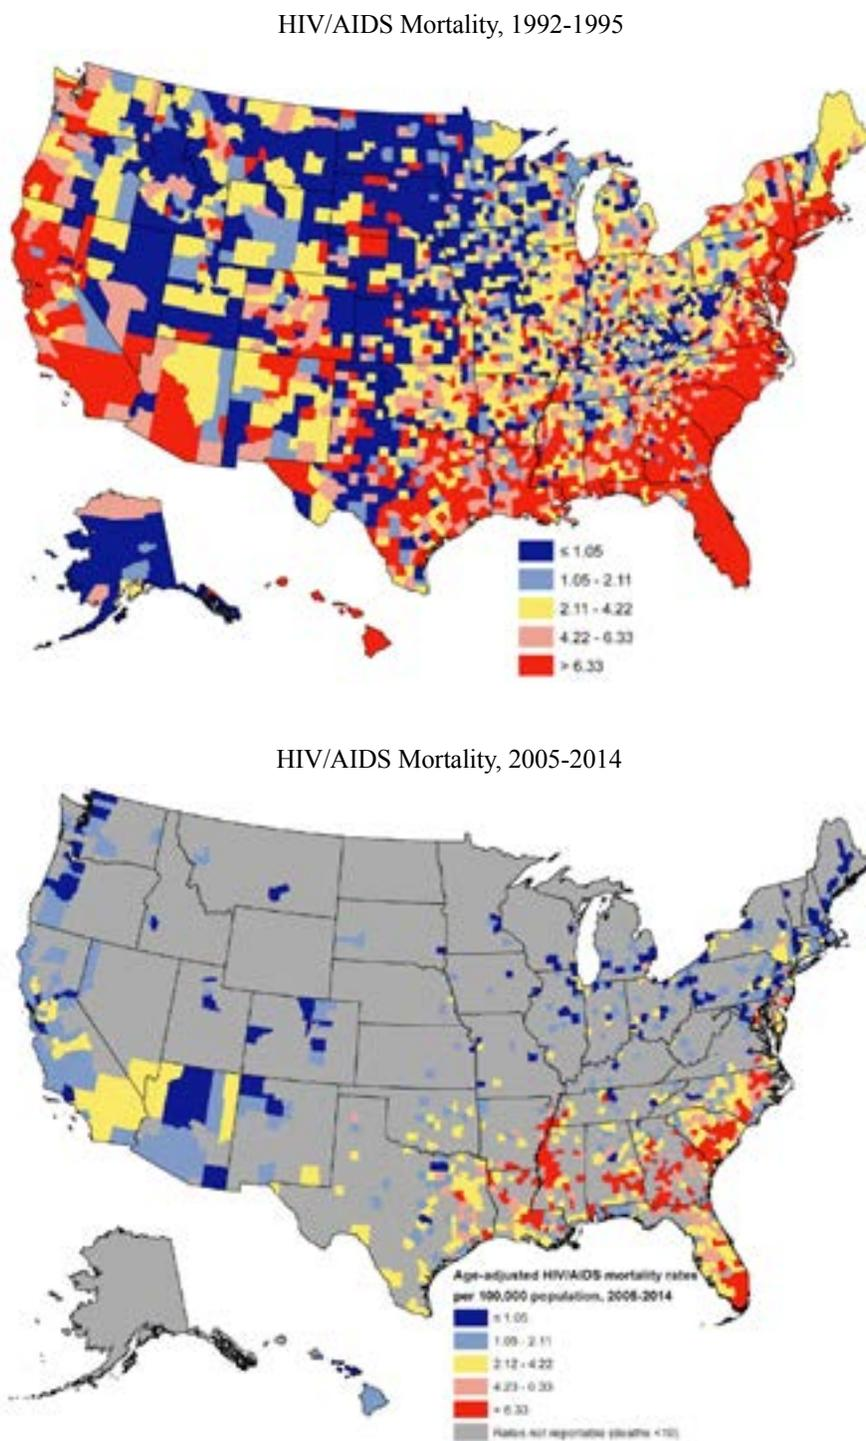 HIV/AIDS Mortality, 1992-1995
≤ 1.05
1.05 - 2.11
2.11 - 4.22
4.22 - 6.33
> 6.33
HIV/AIDS Mortality, 2005-2014
Age-adjusted HIV/AIDS mortality rates
per 100,000 population, 2005-2014
≤ 1.05
1.05 - 2.11
2.12 - 4.22
4.23 - 6.33
> 6.33
Rates not reportable (deaths <10)